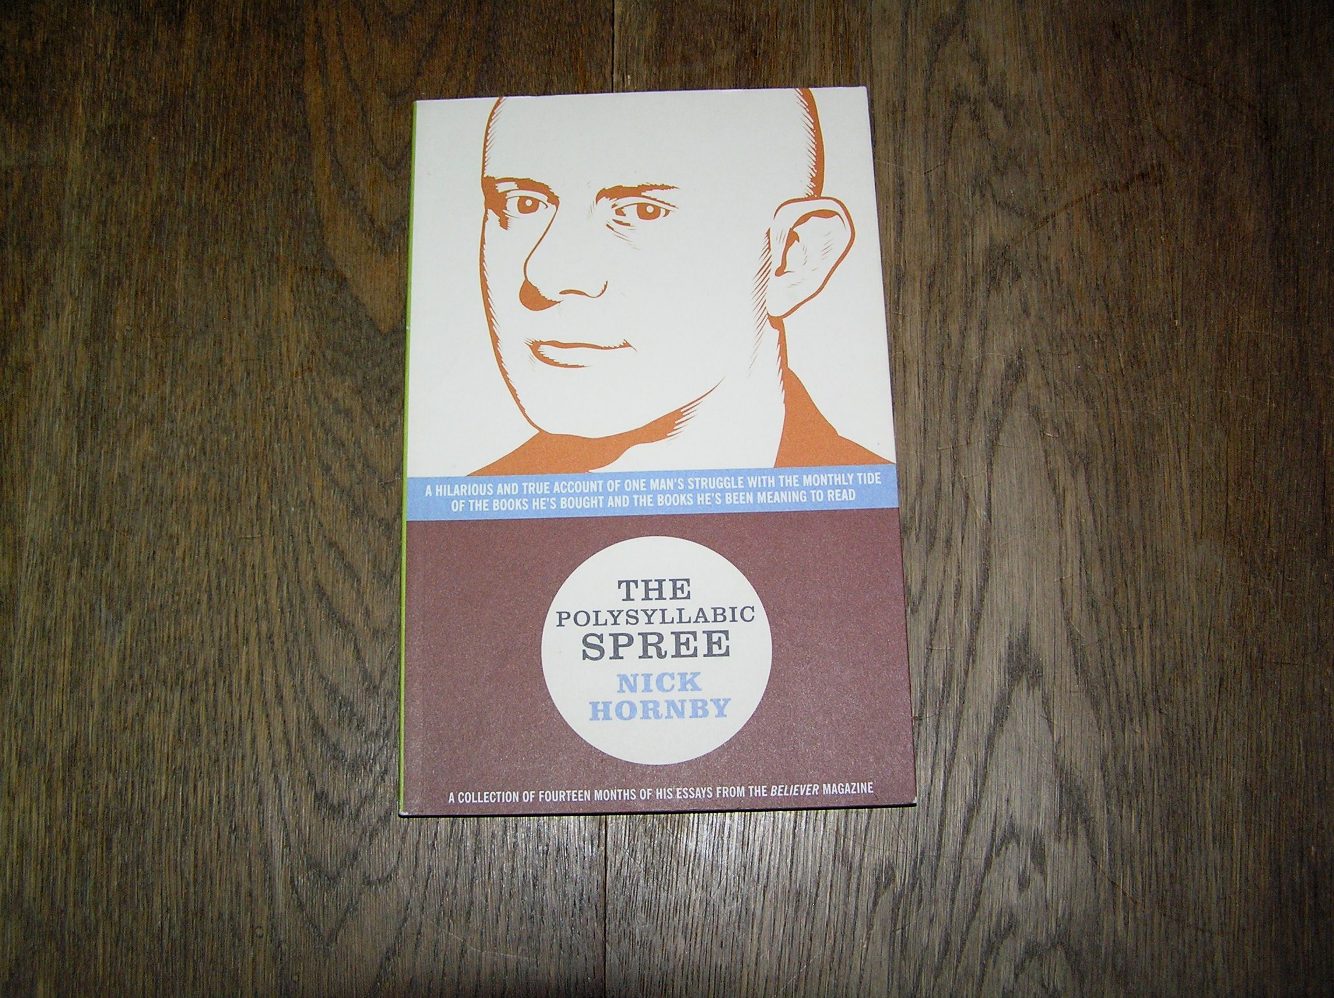 A HILARIOUS AND TRUE ACCOUNT OF ONE MAN'S STRUGGLE WITH THE MONTHLY TIDE
OF THE BOOKS HE'S BOUGHT AND THE BOOKS HE'S BEEN MEANING TO READ
THE
POLYSYLLABIC
SPREE
NICK
HORNBY
A COLLECTION OF FOURTEEN MONTHS OF HIS ESSAYS FROM THE BELIEVER MAGAZINE